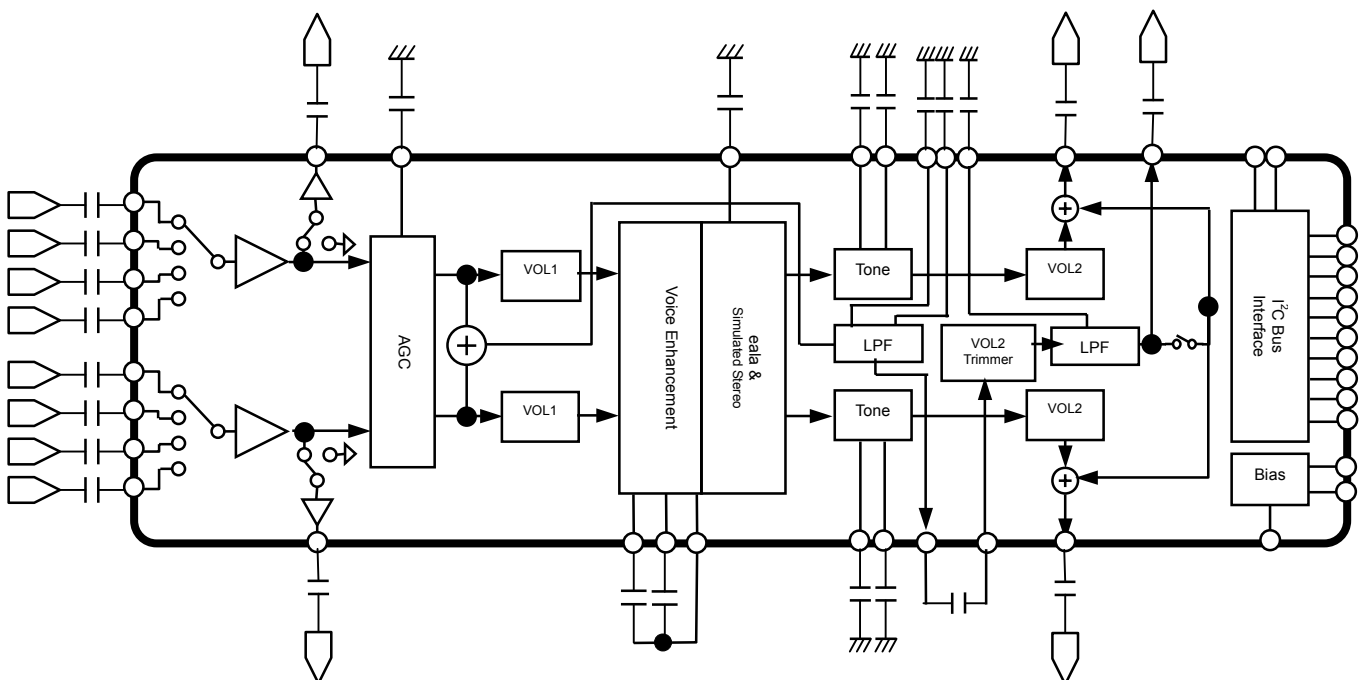 AGC
VOL1
VOL1
Voice Enhancement
eala &
Simulated Stereo
Tone
LPF
Tone
VOL2
Trimmer
LPF
VOL2
VOL2
I²C Bus
Interface
Bias